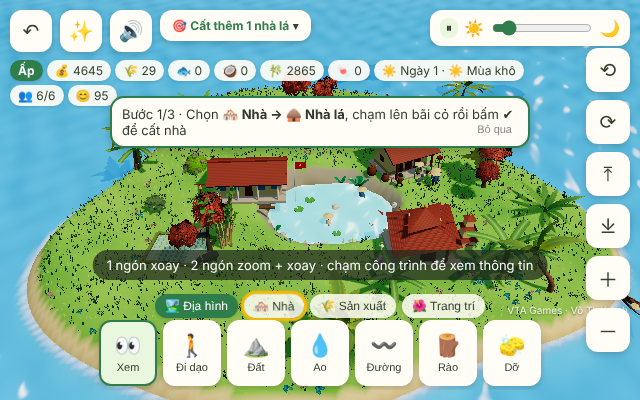 🎯 Cất thêm 1 nhà lá ▾
Ấp 💰 4645 🌾 29 🐟 0 🥥 0 🎋 2865 🍬 0 ☀️ Ngày 1 · ☀️ Mùa khô
👥 6/6 😊 95
Bước 1/3 · Chọn 🏘️ Nhà → 🛖 Nhà lá, chạm lên bãi cỏ rồi bấm ✔
để cất nhà
Bỏ qua
1 ngón xoay · 2 ngón zoom + xoay · chạm công trình để xem thông tin
Địa hình Nhà Sản xuất Trang trí
VTA Games
Xem Đi dạo Đất Ao Đường Rào Dỡ